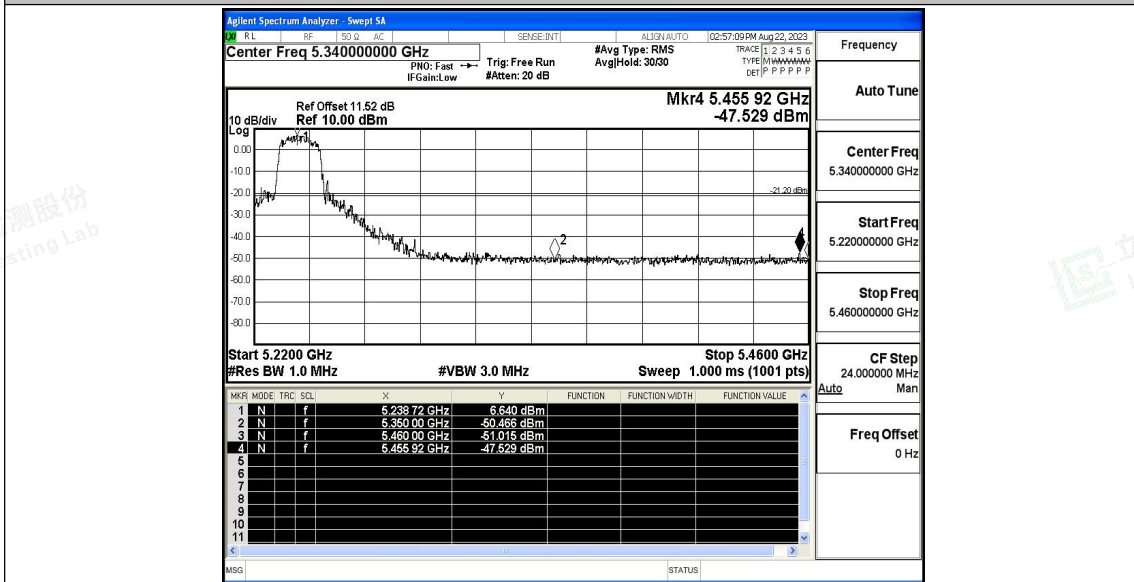 Agilent Spectrum Analyzer - Swept SA
LXI RL RF 50 Ω AC SENSE:INT ALIGN AUTO 02:57:09 PM Aug 22, 2023
Center Freq 5.340000000 GHz
PNO: Fast
IFGain:Low
Trig: Free Run
#Atten: 20 dB
#Avg Type: RMS
Avg|Hold: 30/30
TRACE 1 2 3 4 5 6
TYPE MWWWWW
DET P P P P P P
Frequency
Auto Tune
Center Freq
5.340000000 GHz
Start Freq
5.220000000 GHz
Stop Freq
5.460000000 GHz
CF Step
24.000000 MHz
Auto Man
Freq Offset
0 Hz
Mkr4 5.455 92 GHz
-47.529 dBm
Ref Offset 11.52 dB
10 dB/div Ref 10.00 dBm
Log
0.00
-10.0
-20.0
-30.0
-40.0
-50.0
-60.0
-70.0
-80.0
-21.20 dBm
2
Start 5.2200 GHz Stop 5.4600 GHz
#Res BW 1.0 MHz #VBW 3.0 MHz Sweep 1.000 ms (1001 pts)
MKR MODE TRC SCL X Y FUNCTION FUNCTION WIDTH FUNCTION VALUE
1 N f 5.238 72 GHz 6.640 dBm
2 N f 5.350 00 GHz -50.466 dBm
3 N f 5.460 00 GHz -51.015 dBm
4 N f 5.455 92 GHz -47.529 dBm
5
6
7
8
9
10
11
MSG STATUS
测股份
sting Lab
立